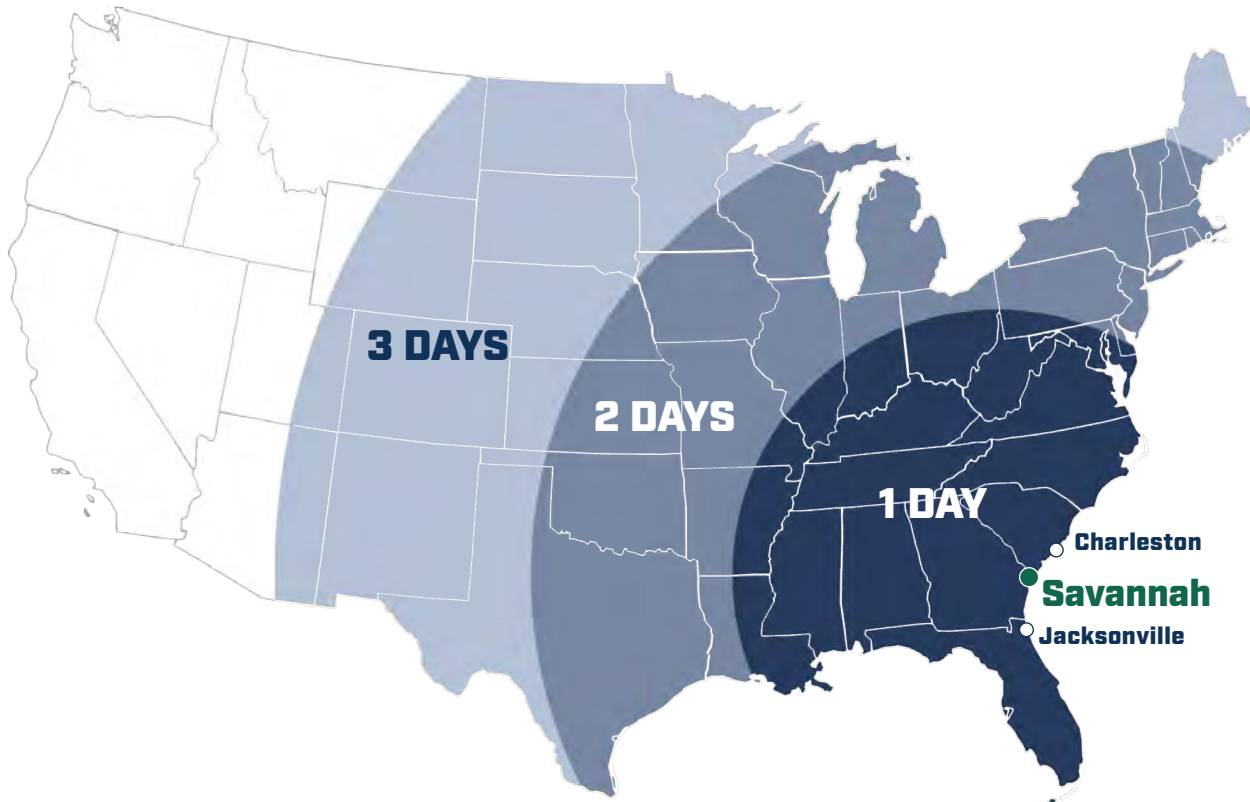 3 DAYS
2 DAYS
1 DAY
Charleston
Savannah
Jacksonville